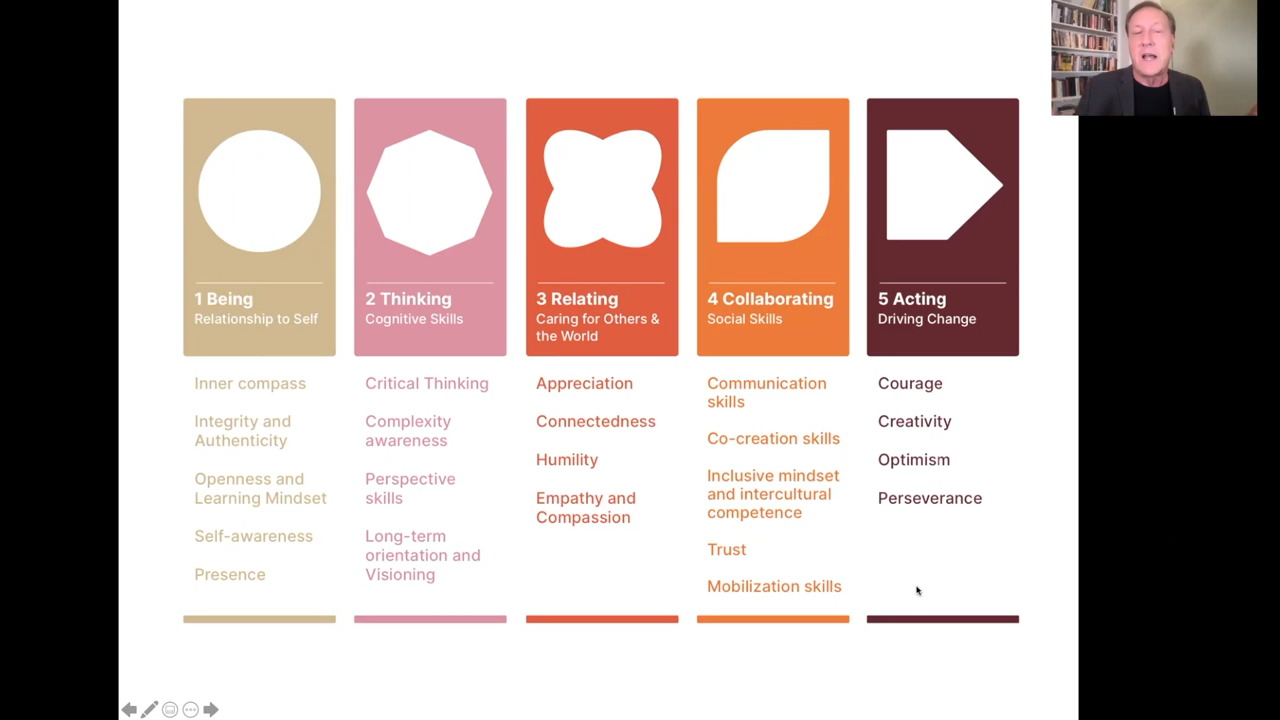 1 Being
Relationship to Self
Inner compass
Integrity and
Authenticity
Openness and
Learning Mindset
Self-awareness
Presence
2 Thinking
Cognitive Skills
Critical Thinking
Complexity
awareness
Perspective
skills
Long-term
orientation and
Visioning
3 Relating
Caring for Others &
the World
Appreciation
Connectedness
Humility
Empathy and
Compassion
4 Collaborating
Social Skills
Communication
skills
Co-creation skills
Inclusive mindset
and intercultural
competence
Trust
Mobilization skills
5 Acting
Driving Change
Courage
Creativity
Optimism
Perseverance